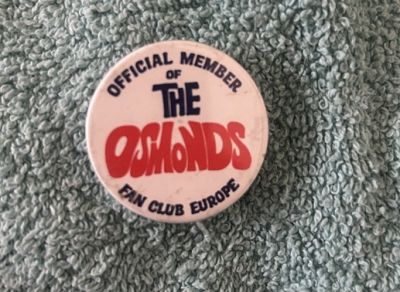 OFFICIAL MEMBER
OF
THE
OSMONDS
FAN CLUB EUROPE